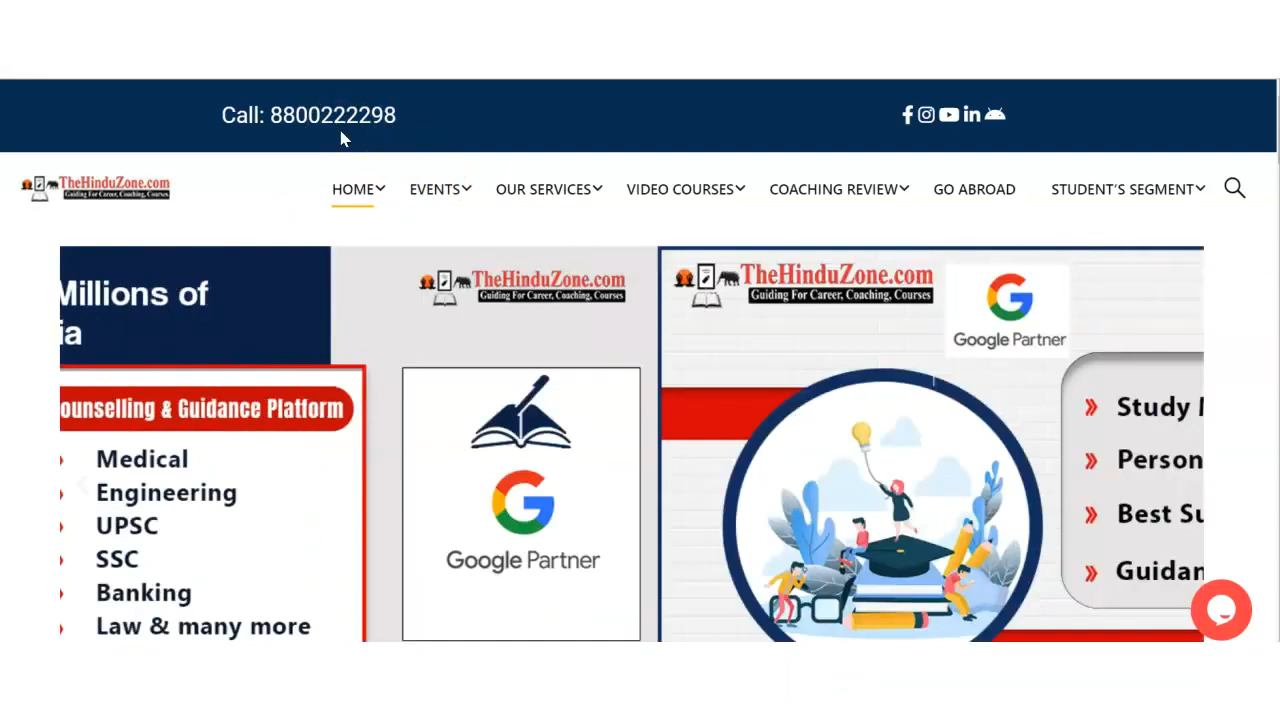 Call: 8800222298
TheHinduZone.com
Guiding For Career, Coaching, Courses
HOME
EVENTS
OUR SERVICES
VIDEO COURSES
COACHING REVIEW
GO ABROAD
STUDENT'S SEGMENT
Millions of
ia
ounselling & Guidance Platform
Medical
Engineering
UPSC
SSC
Banking
Law & many more
TheHinduZone.com
Guiding For Career, Coaching, Courses
Google Partner
TheHinduZone.com
Guiding For Career, Coaching, Courses
Google Partner
Study
Person
Best Su
Guidan